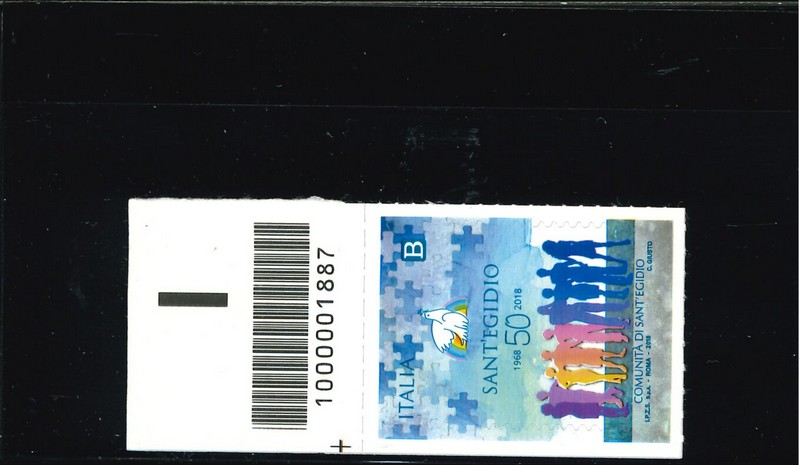 1000001887
ITALIA B
SANT'EGIDIO
1968 50 2018
COMUNITÀ DI SANT'EGIDIO
I.P.Z.S. S.p.A. - ROMA - 2018 C. GIUSTO